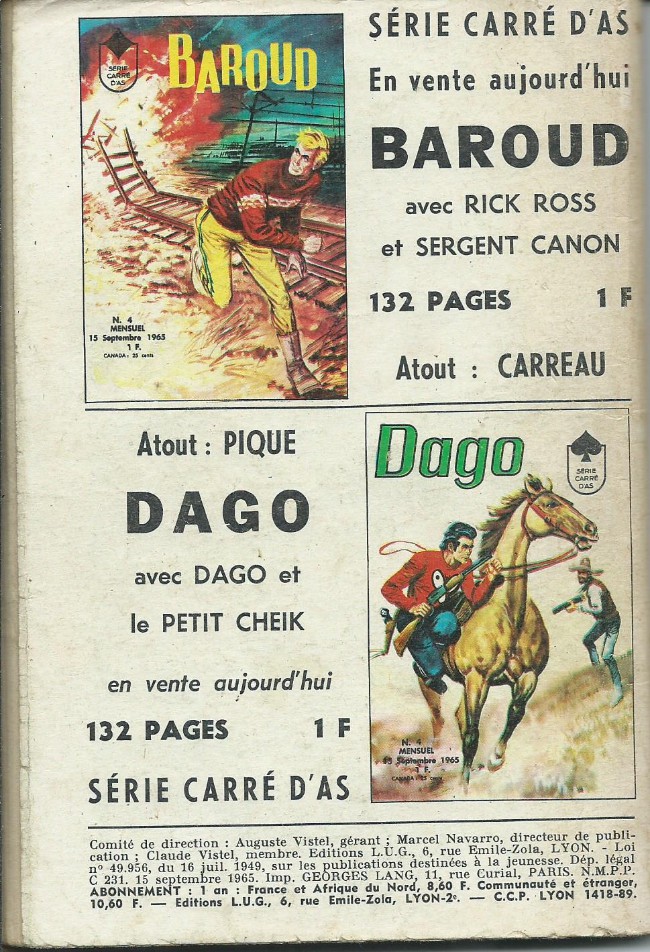 SÉRIE
CARRÉ
D'AS
BAROUD
N. 4
MENSUEL
15 Septembre 1965
1 F.
CANADA : 25 cents
SÉRIE CARRÉ D'AS
En vente aujourd'hui
BAROUD
avec RICK ROSS
et SERGENT CANON
132 PAGES 1 F
Atout : CARREAU
Atout : PIQUE
DAGO
avec DAGO et
le PETIT CHEIK
en vente aujourd'hui
132 PAGES 1 F
SÉRIE CARRÉ D'AS
Dago
SÉRIE
CARRÉ
D'AS
N. 4
MENSUEL
15 Septembre 1965
1 F.
CANADA : 25 cents
Comité de direction : Auguste Vistel, gérant ; Marcel Navarro, directeur de publi-
cation ; Claude Vistel, membre. Editions L.U.G., 6, rue Emile-Zola, LYON. - Loi
n° 49.956, du 16 juil. 1949, sur les publications destinées à la jeunesse. Dép. légal
C 231. 15 septembre 1965. Imp. GEORGES LANG, 11, rue Curial, PARIS. N.M.P.P.
ABONNEMENT : 1 an : France et Afrique du Nord, 8,60 F. Communauté et étranger,
10,60 F. — Editions L.U.G., 6, rue Emile-Zola, LYON-2e. — C.C.P. LYON 1418-89.